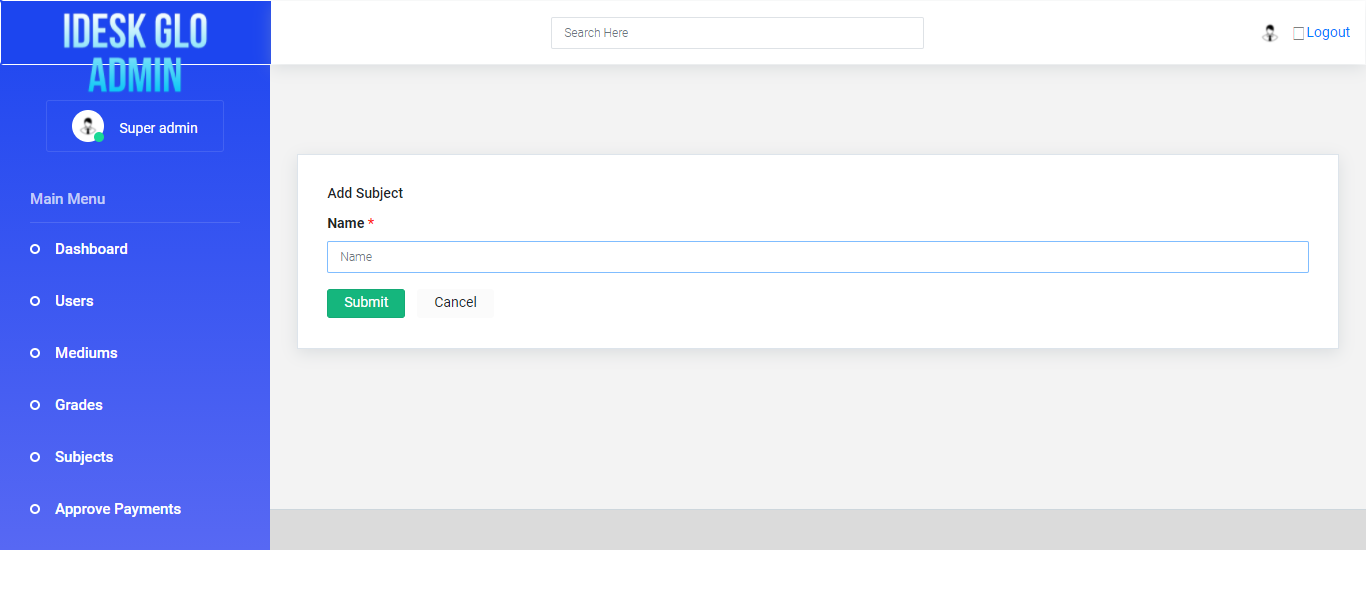 IDESK GLO
ADMIN
Search Here
Logout
Super admin
Main Menu
Dashboard
Users
Mediums
Grades
Subjects
Approve Payments
Add Subject
Name *
Name
Submit
Cancel